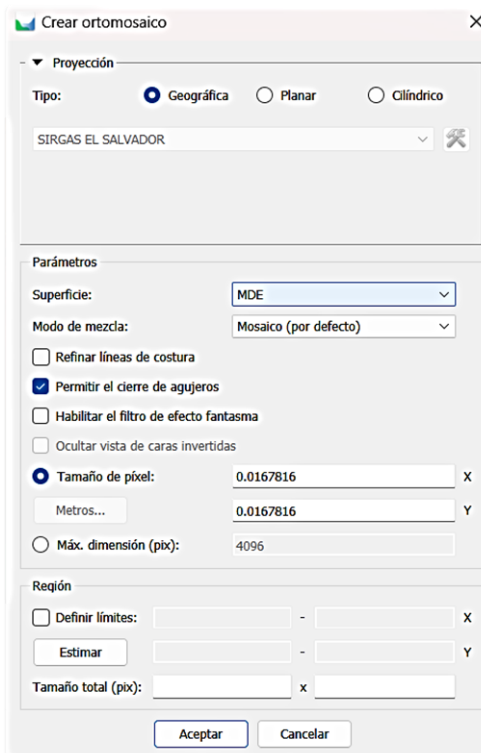 Crear ortomosaico
Proyección
Tipo: Geográfica Planar Cilíndrico
SIRGAS EL SALVADOR
Parámetros
Superficie: MDE
Modo de mezcla: Mosaico (por defecto)
Refinar líneas de costura
Permitir el cierre de agujeros
Habilitar el filtro de efecto fantasma
Ocultar vista de caras invertidas
Tamaño de píxel: 0.0167816 X
Metros... 0.0167816 Y
Máx. dimensión (pix): 4096
Región
Definir límites: - X
Estimar - Y
Tamaño total (pix): x
Aceptar Cancelar